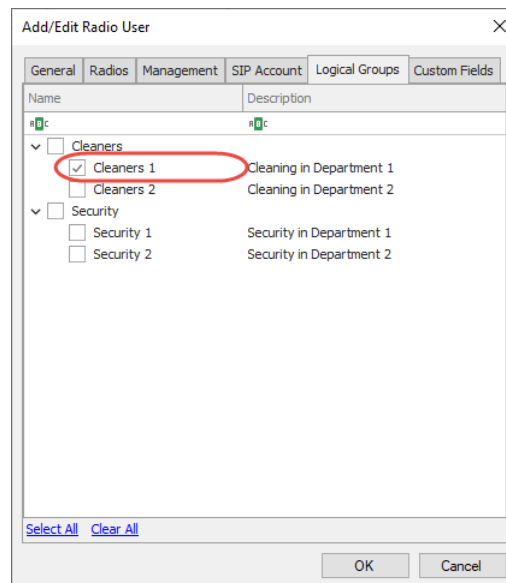 Add/Edit Radio User
General Radios Management SIP Account Logical Groups Custom Fields
Name Description
ABC ABC
Cleaners
Cleaners 1 Cleaning in Department 1
Cleaners 2 Cleaning in Department 2
Security
Security 1 Security in Department 1
Security 2 Security in Department 2
Select All Clear All
OK Cancel